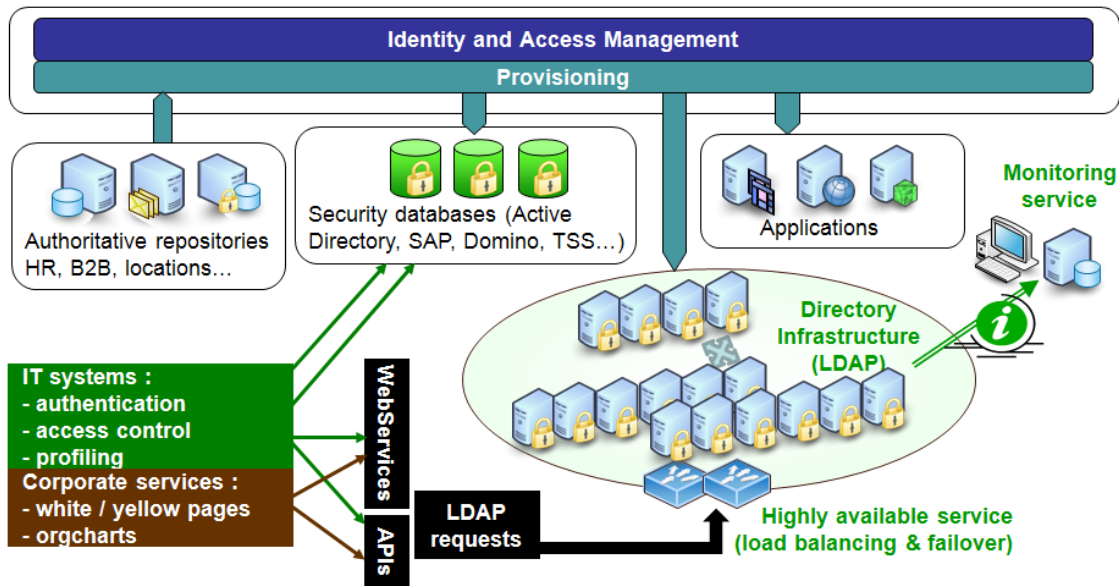 Identity and Access Management
Provisioning
Authoritative repositories
HR, B2B, locations…
Security databases (Active
Directory, SAP, Domino, TSS…)
Applications
Monitoring
service
Directory
Infrastructure
(LDAP)
IT systems :
- authentication
- access control
- profiling
Corporate services :
- white / yellow pages
- orgcharts
WebServices
APIs
LDAP
requests
Highly available service
(load balancing & failover)